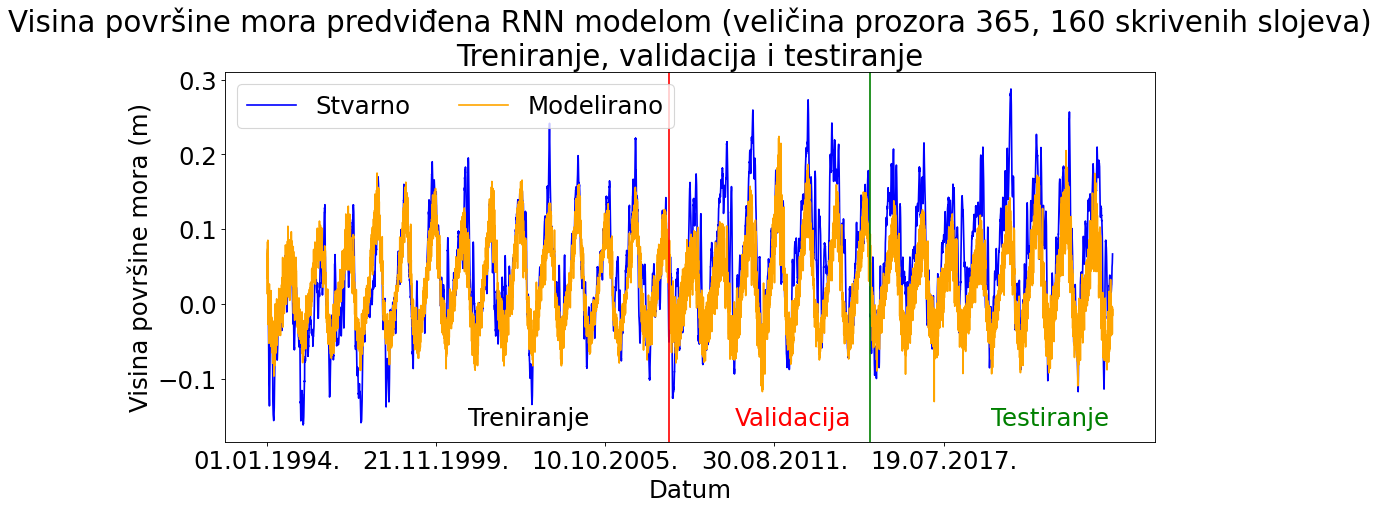 Visina površine mora predviđena RNN modelom (veličina prozora 365, 160 skrivenih slojeva)
Treniranje, validacija i testiranje
Stvarno
Modelirano
Visina površine mora (m)
0.3
0.2
0.1
0.0
−0.1
Treniranje
Validacija
Testiranje
01.01.1994.
21.11.1999.
10.10.2005.
30.08.2011.
19.07.2017.
Datum